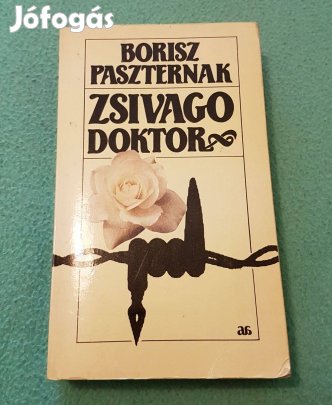 Jófogás
BORISZ
PASZTERNAK
ZSIVAGO
DOKTOR